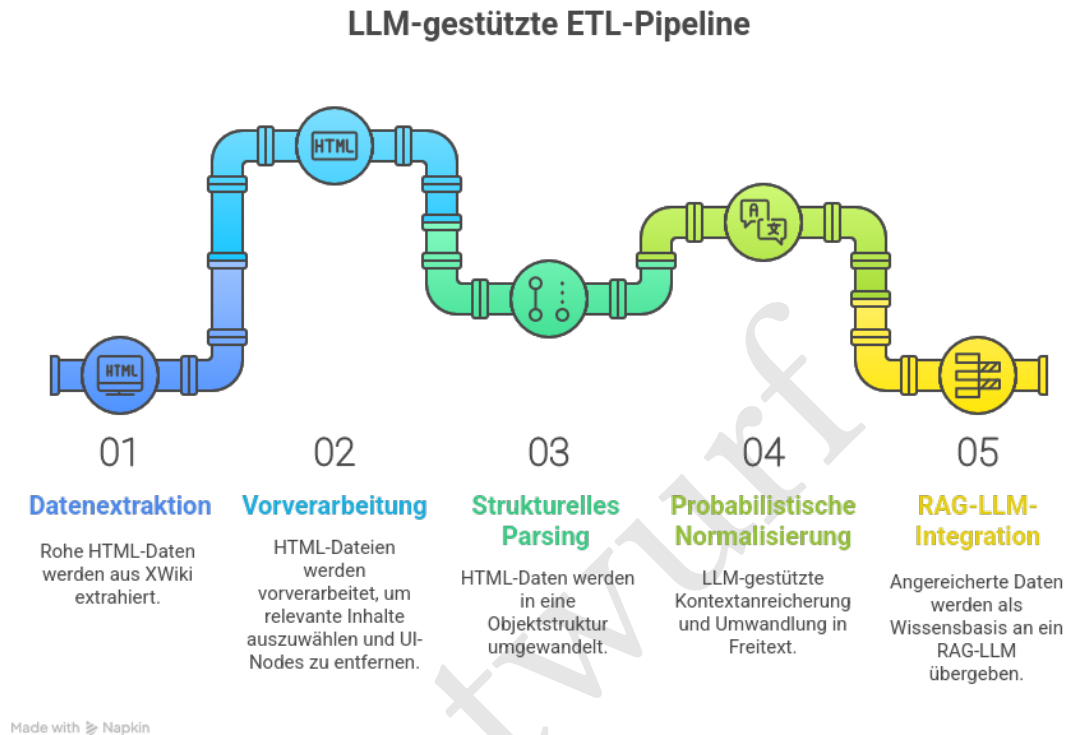 LLM-gestützte ETL-Pipeline
HTML
HTML
A
文
01
Datenextraktion
Rohe HTML-Daten
werden aus XWiki
extrahiert.
02
Vorverarbeitung
HTML-Dateien
werden
vorverarbeitet, um
relevante Inhalte
auszuwählen und UI-
Nodes zu entfernen.
03
Strukturelles
Parsing
HTML-Daten werden
in eine
Objektstruktur
umgewandelt.
04
Probabilistische
Normalisierung
LLM-gestützte
Kontextanreicherung
und Umwandlung in
Freitext.
05
RAG-LLM-
Integration
Angereicherte Daten
werden als
Wissensbasis an ein
RAG-LLM
übergeben.
twurf
Made with Napkin